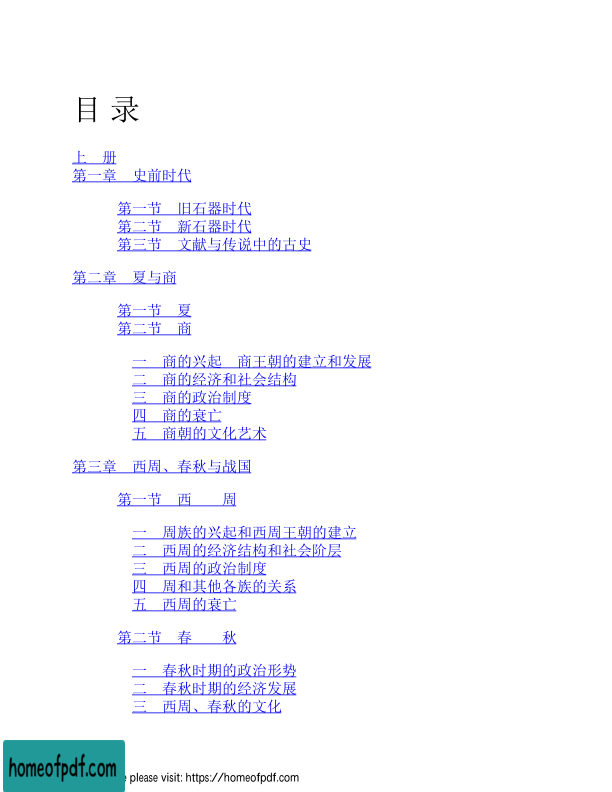 目 录
上　册
第一章　史前时代
第一节　旧石器时代
第二节　新石器时代
第三节　文献与传说中的古史
第二章　夏与商
第一节　夏
第二节　商
一　商的兴起　商王朝的建立和发展
二　商的经济和社会结构
三　商的政治制度
四　商的衰亡
五　商朝的文化艺术
第三章　西周、春秋与战国
第一节　西　　周
一　周族的兴起和西周王朝的建立
二　西周的经济结构和社会阶层
三　西周的政治制度
四　周和其他各族的关系
五　西周的衰亡
第二节　春　　秋
一　春秋时期的政治形势
二　春秋时期的经济发展
三　西周、春秋的文化
homeofpdf.com
please visit: https://homeofpdf.com